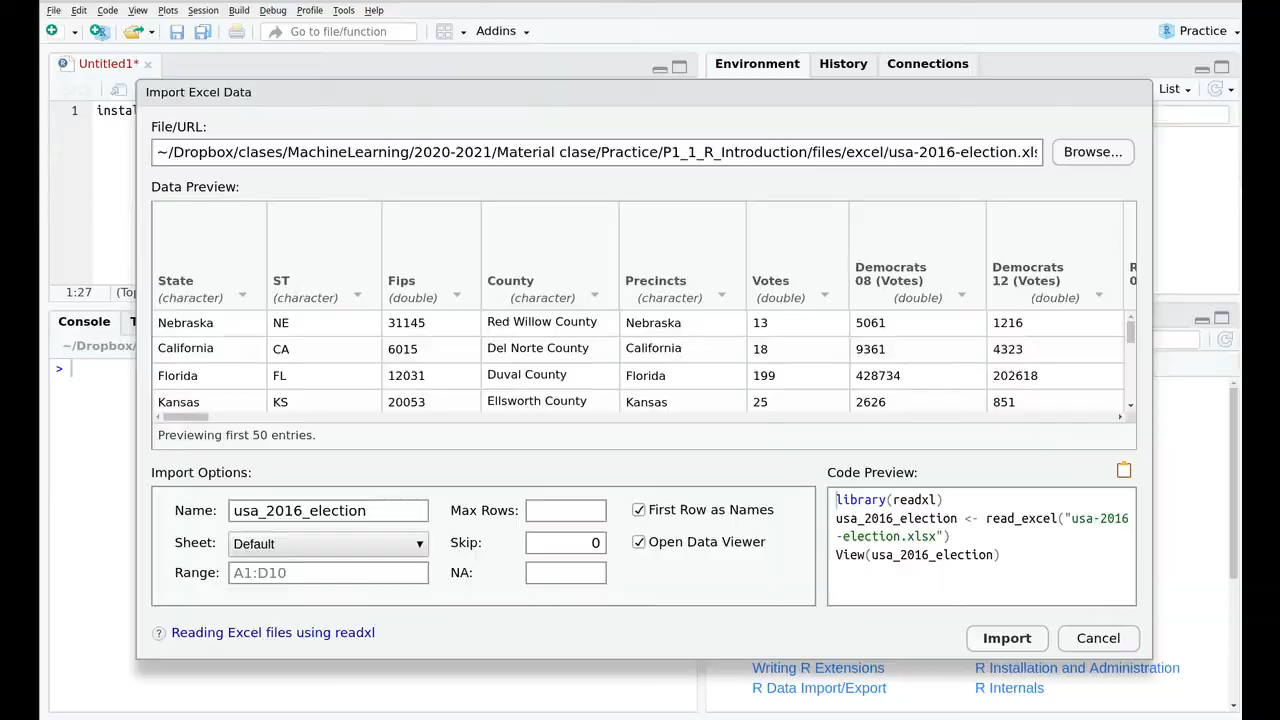 File Edit Code View Plots Session Build Debug Profile Tools Help
Go to file/function
Addins
Practice
Untitled1*
Environment History Connections
List
1 instal
Import Excel Data
File/URL:
~/Dropbox/clases/MachineLearning/2020-2021/Material clase/Practice/P1_1_R_Introduction/files/excel/usa-2016-election.xls
Browse...
Data Preview:
State (character) ST (character) Fips (double) County (character) Precincts (character) Votes (double) Democrats 08 (Votes) (double) Democrats 12 (Votes) (double)
Nebraska NE 31145 Red Willow County Nebraska 13 5061 1216
California CA 6015 Del Norte County California 18 9361 4323
Florida FL 12031 Duval County Florida 199 428734 202618
Kansas KS 20053 Ellsworth County Kansas 25 2626 851
Previewing first 50 entries.
1:27 (Top
Console T
~/Dropbox/
>
Import Options:
Name: usa_2016_election
Sheet: Default
Range: A1:D10
Max Rows:
Skip: 0
NA:
First Row as Names
Open Data Viewer
Code Preview:
library(readxl)
usa_2016_election <- read_excel("usa-2016
-election.xlsx")
View(usa_2016_election)
? Reading Excel files using readxl
Import Cancel
Writing R Extensions R Installation and Administration
R Data Import/Export R Internals